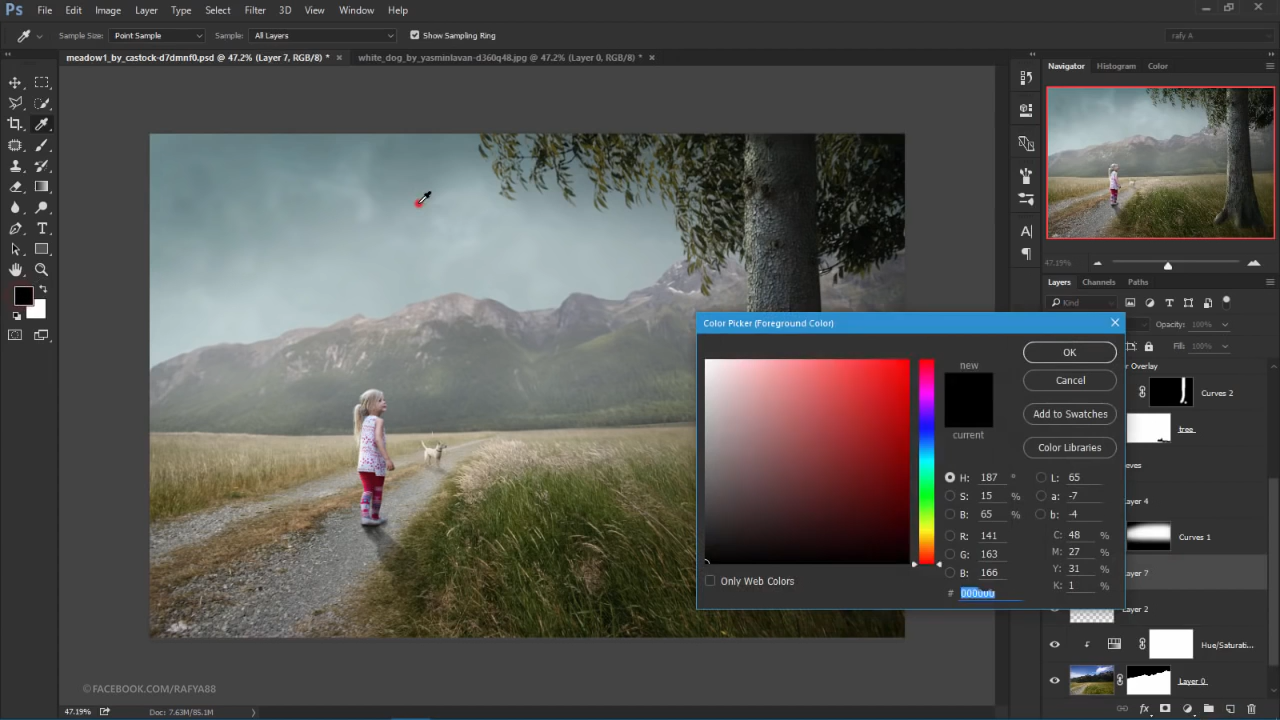 Ps File Edit Image Layer Type Select Filter 3D View Window Help
Sample Size: Point Sample Sample: All Layers Show Sampling Ring rafy A
meadow1_by_castock-d7dmnf0.psd @ 47.2% (Layer 7, RGB/8) * white_dog_by_yasminlavan-d360q48.jpg @ 47.2% (Layer 0, RGB/8) *
Navigator Histogram Color
47.19%
Layers Channels Paths
Kind
Opacity: 100%
Fill: 100%
Color Picker (Foreground Color)
new
current
OK
Cancel
Add to Swatches
Color Libraries
H: 187 °
S: 15 %
B: 65 %
R: 141
G: 163
B: 166
# 000000
L: 65
a: -7
b: -4
C: 48 %
M: 27 %
Y: 31 %
K: 1 %
Only Web Colors
r Overlay
Curves 2
tree
eves
ayer 4
Curves 1
ayer 7
ayer 2
Hue/Saturati...
Layer 0
©FACEBOOK.COM/RAFYA88
47.19% Doc: 7.63M/85.1M